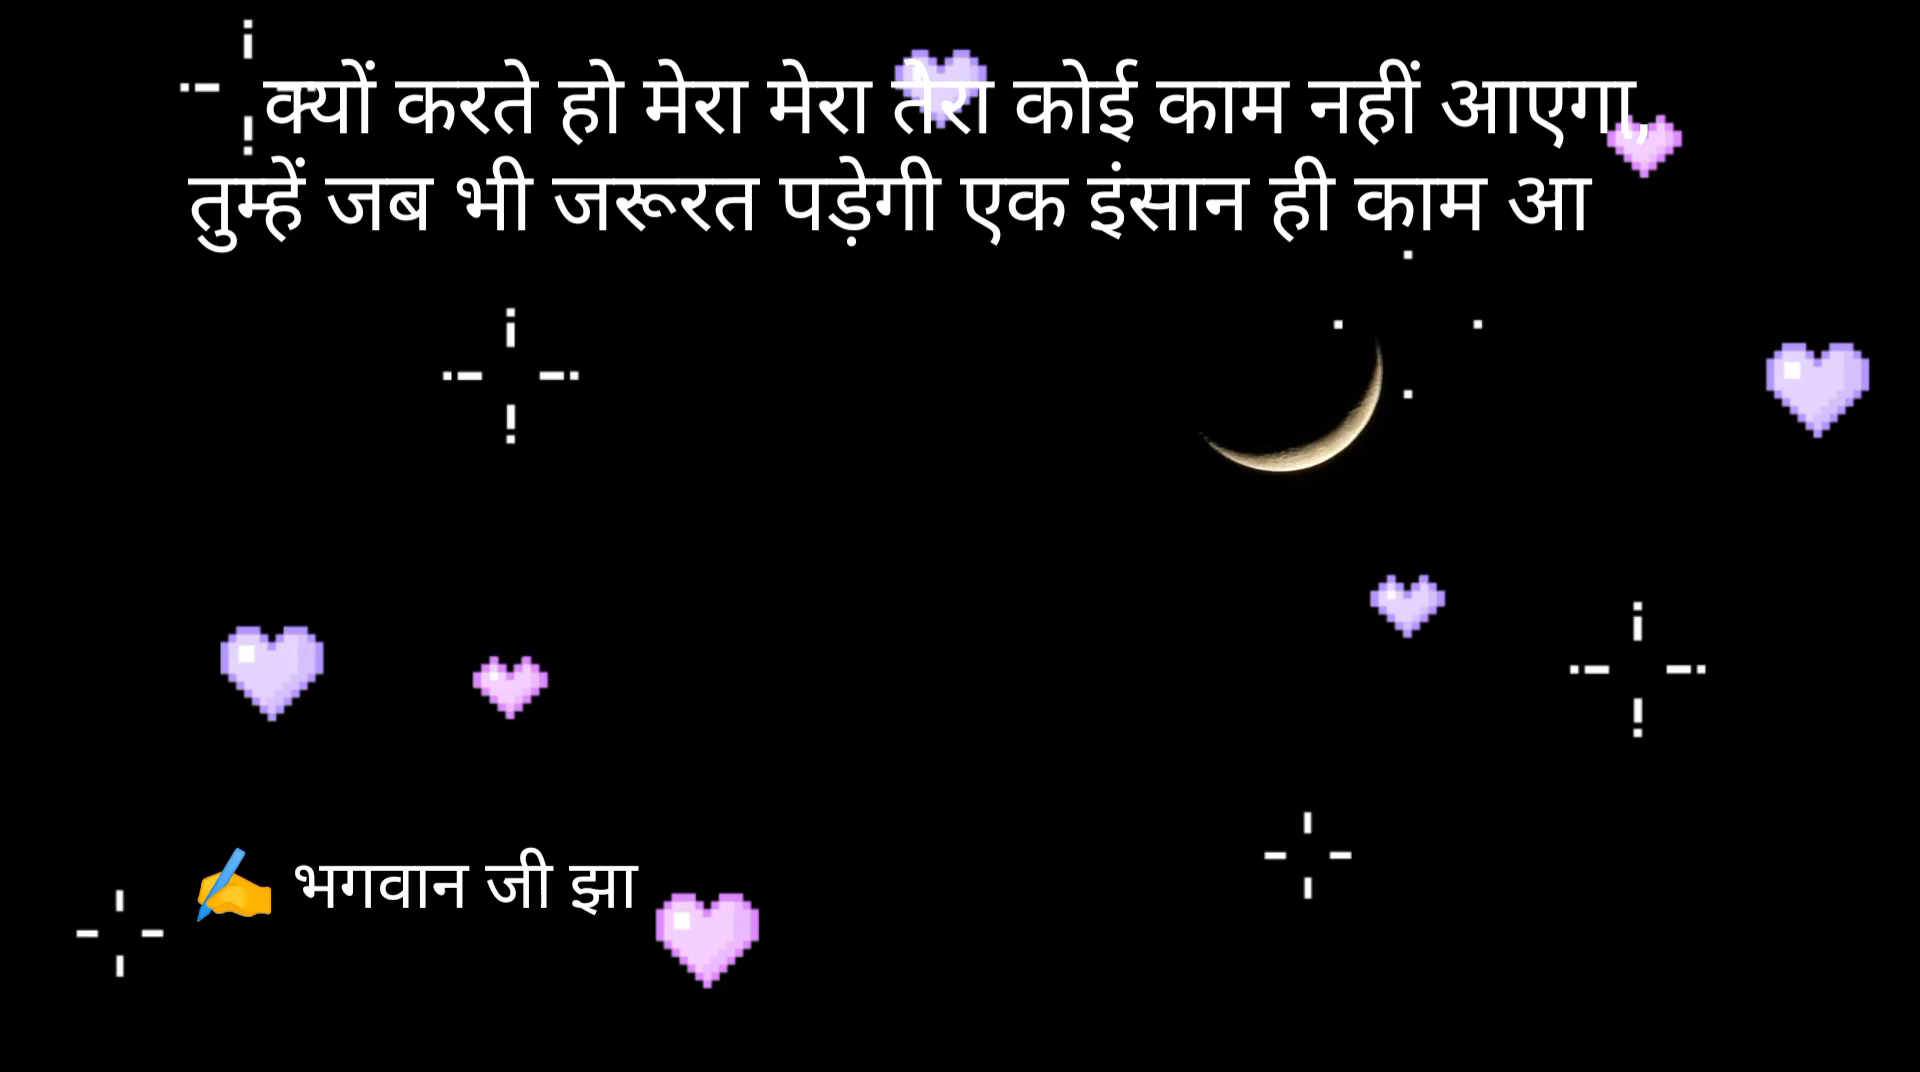 क्यों करते हो मेरा मेरा तेरा कोई काम नहीं आएगा,
तुम्हें जब भी जरूरत पड़ेगी एक इंसान ही काम आ
✍️ भगवान जी झा